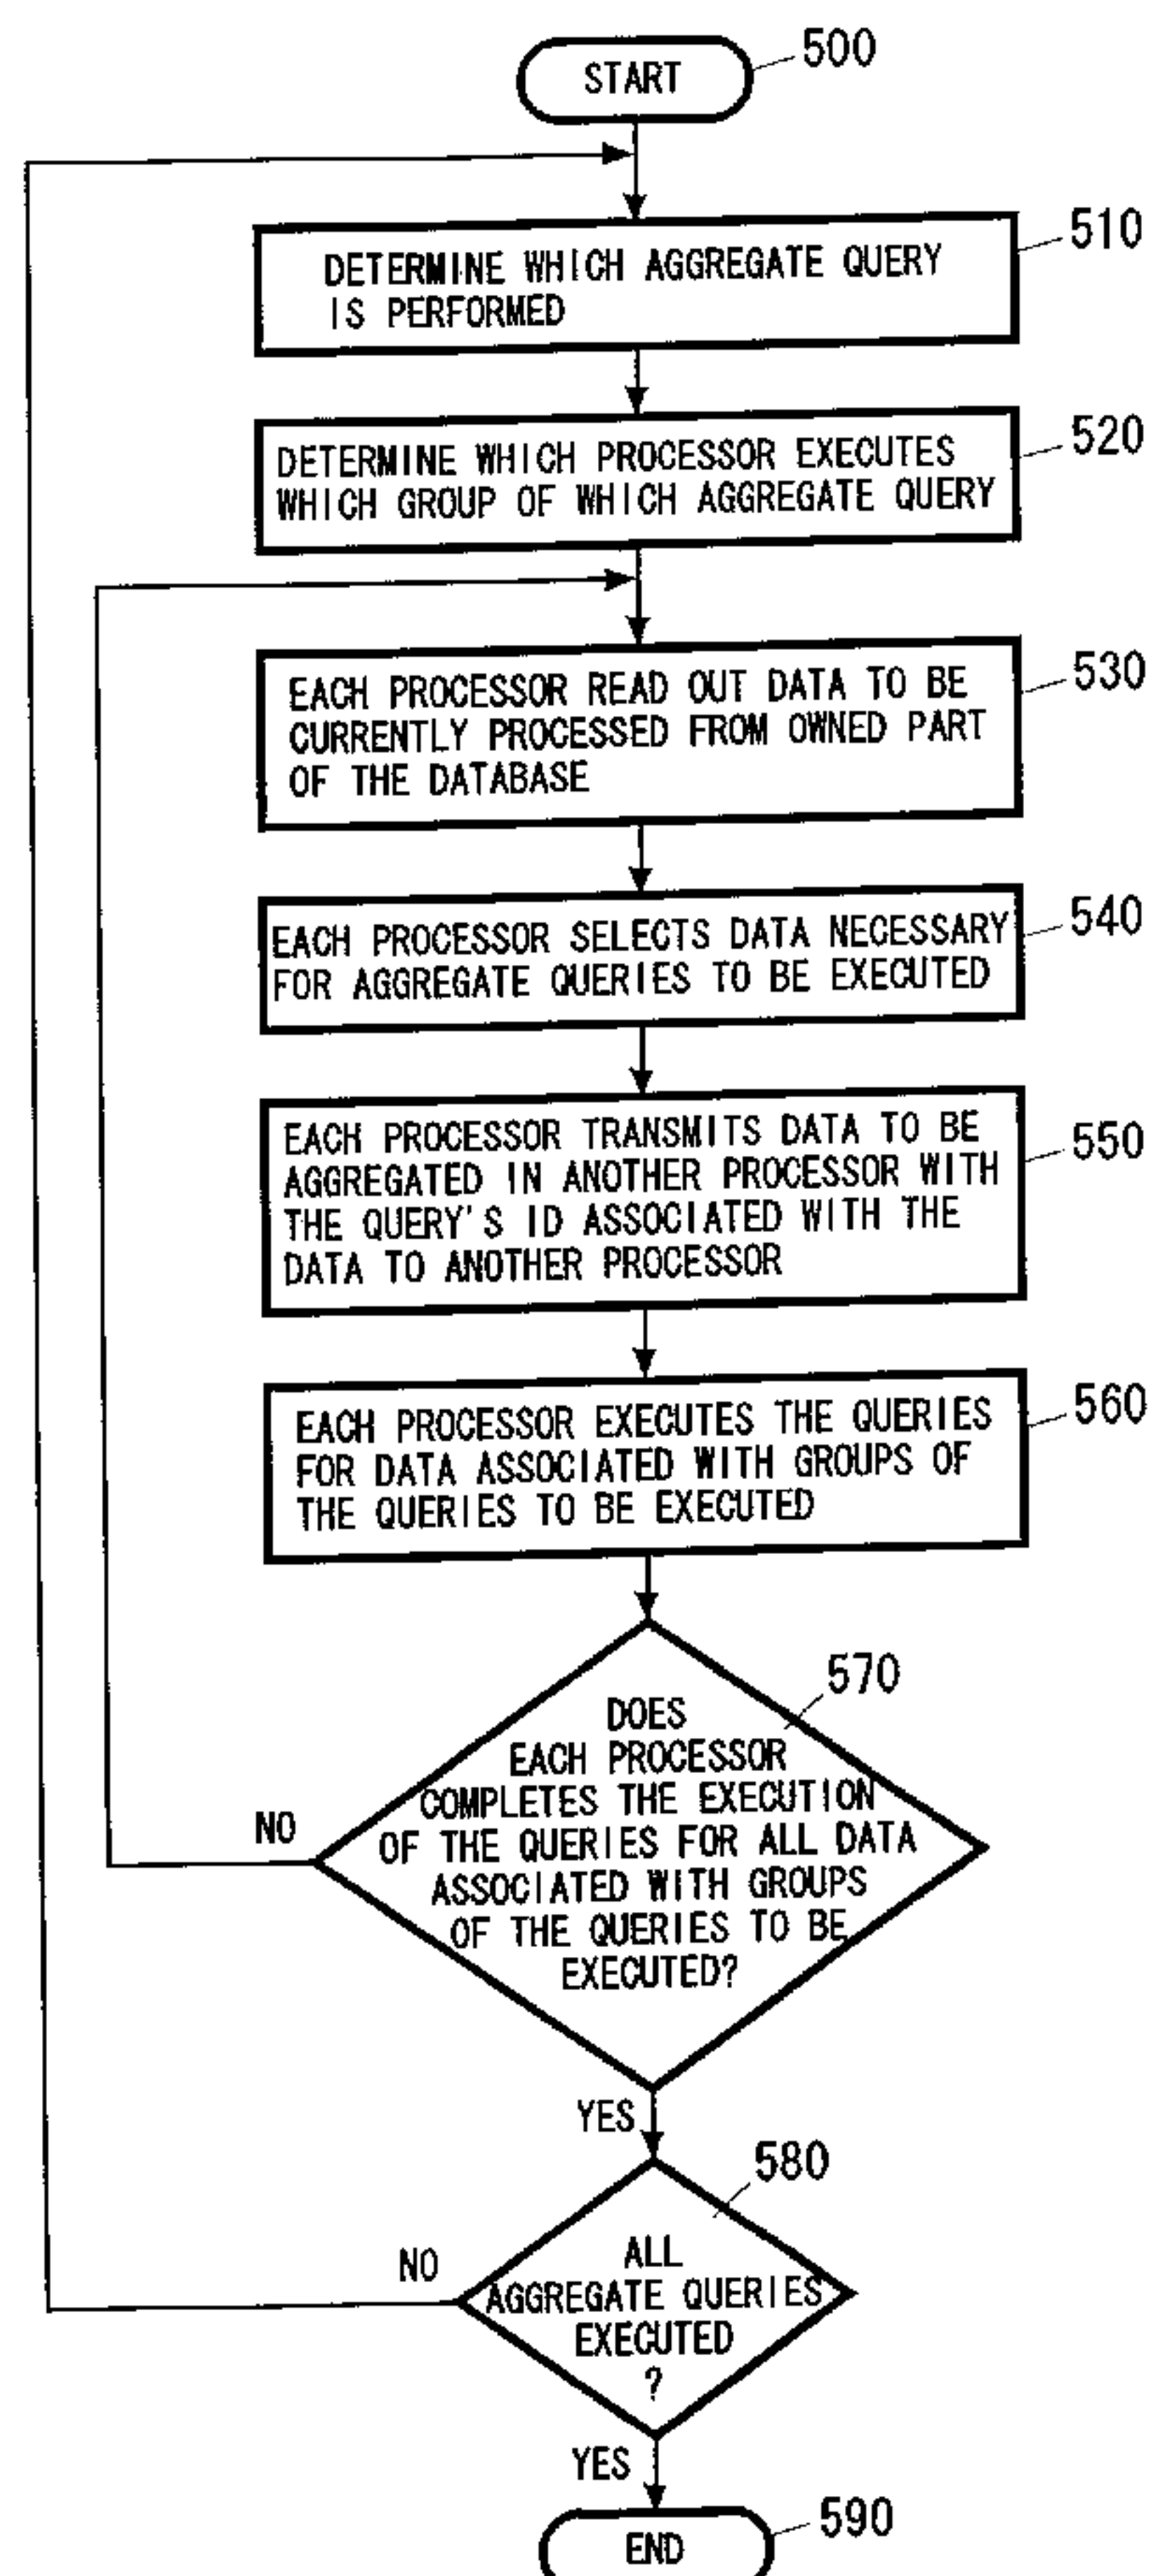 START
500
510
DETERMINE WHICH AGGREGATE QUERY
IS PERFORMED
520
DETERMINE WHICH PROCESSOR EXECUTES
WHICH GROUP OF WHICH AGGREGATE QUERY
530
EACH PROCESSOR READ OUT DATA TO BE
CURRENTLY PROCESSED FROM OWNED PART
OF THE DATABASE
540
EACH PROCESSOR SELECTS DATA NECESSARY
FOR AGGREGATE QUERIES TO BE EXECUTED
550
EACH PROCESSOR TRANSMITS DATA TO BE
AGGREGATED IN ANOTHER PROCESSOR WITH
THE QUERY'S ID ASSOCIATED WITH THE
DATA TO ANOTHER PROCESSOR
560
EACH PROCESSOR EXECUTES THE QUERIES
FOR DATA ASSOCIATED WITH GROUPS OF
THE QUERIES TO BE EXECUTED
570
DOES
EACH PROCESSOR
COMPLETES THE EXECUTION
OF THE QUERIES FOR ALL DATA
ASSOCIATED WITH GROUPS
OF THE QUERIES TO BE
EXECUTED?
NO
YES
580
ALL
AGGREGATE QUERIES
EXECUTED
?
NO
YES
590
END